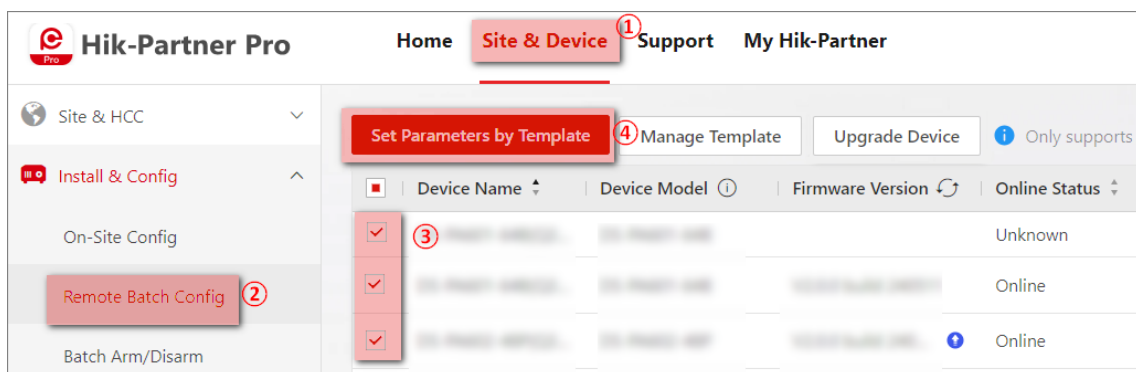 Hik-Partner Pro
Pro
Home Site & Device ① Support My Hik-Partner
Site & HCC
Install & Config
On-Site Config
Remote Batch Config ②
Batch Arm/Disarm
Set Parameters by Template ④ Manage Template Upgrade Device Only supports
Device Name Device Model Firmware Version Online Status
③
Unknown
Online
Online